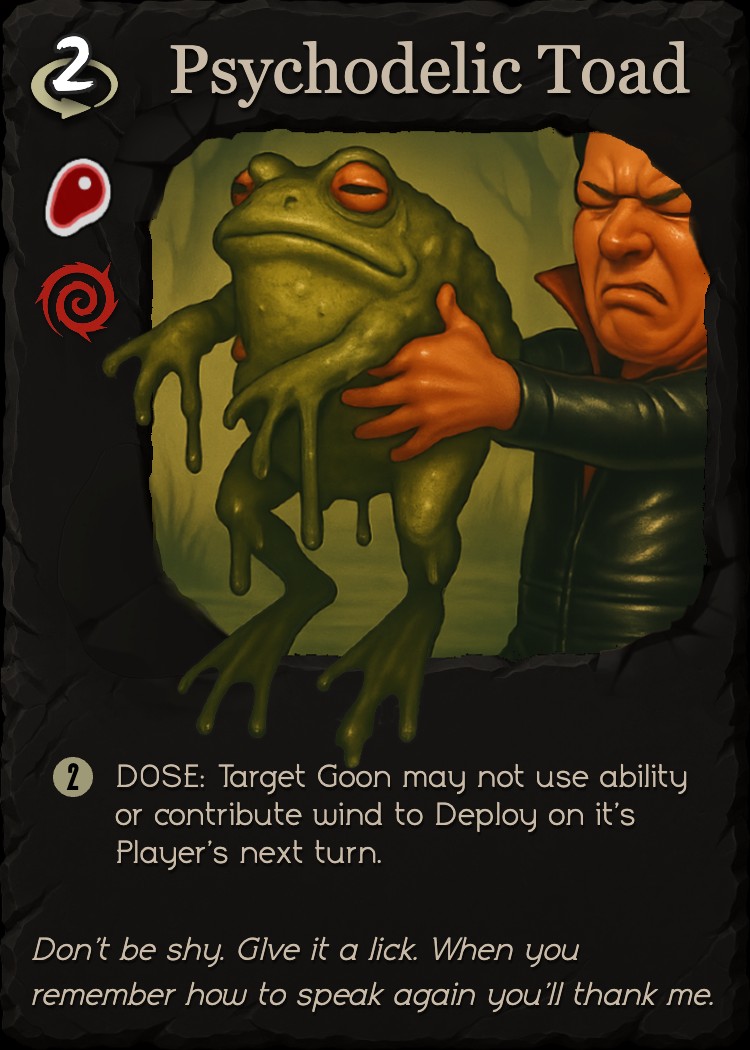 2
Psychodelic Toad
2
DOSE: Target Goon may not use ability
or contribute wind to Deploy on it's
Player's next turn.
Don't be shy. GIve it a lick. When you
remember how to speak again you'll thank me.